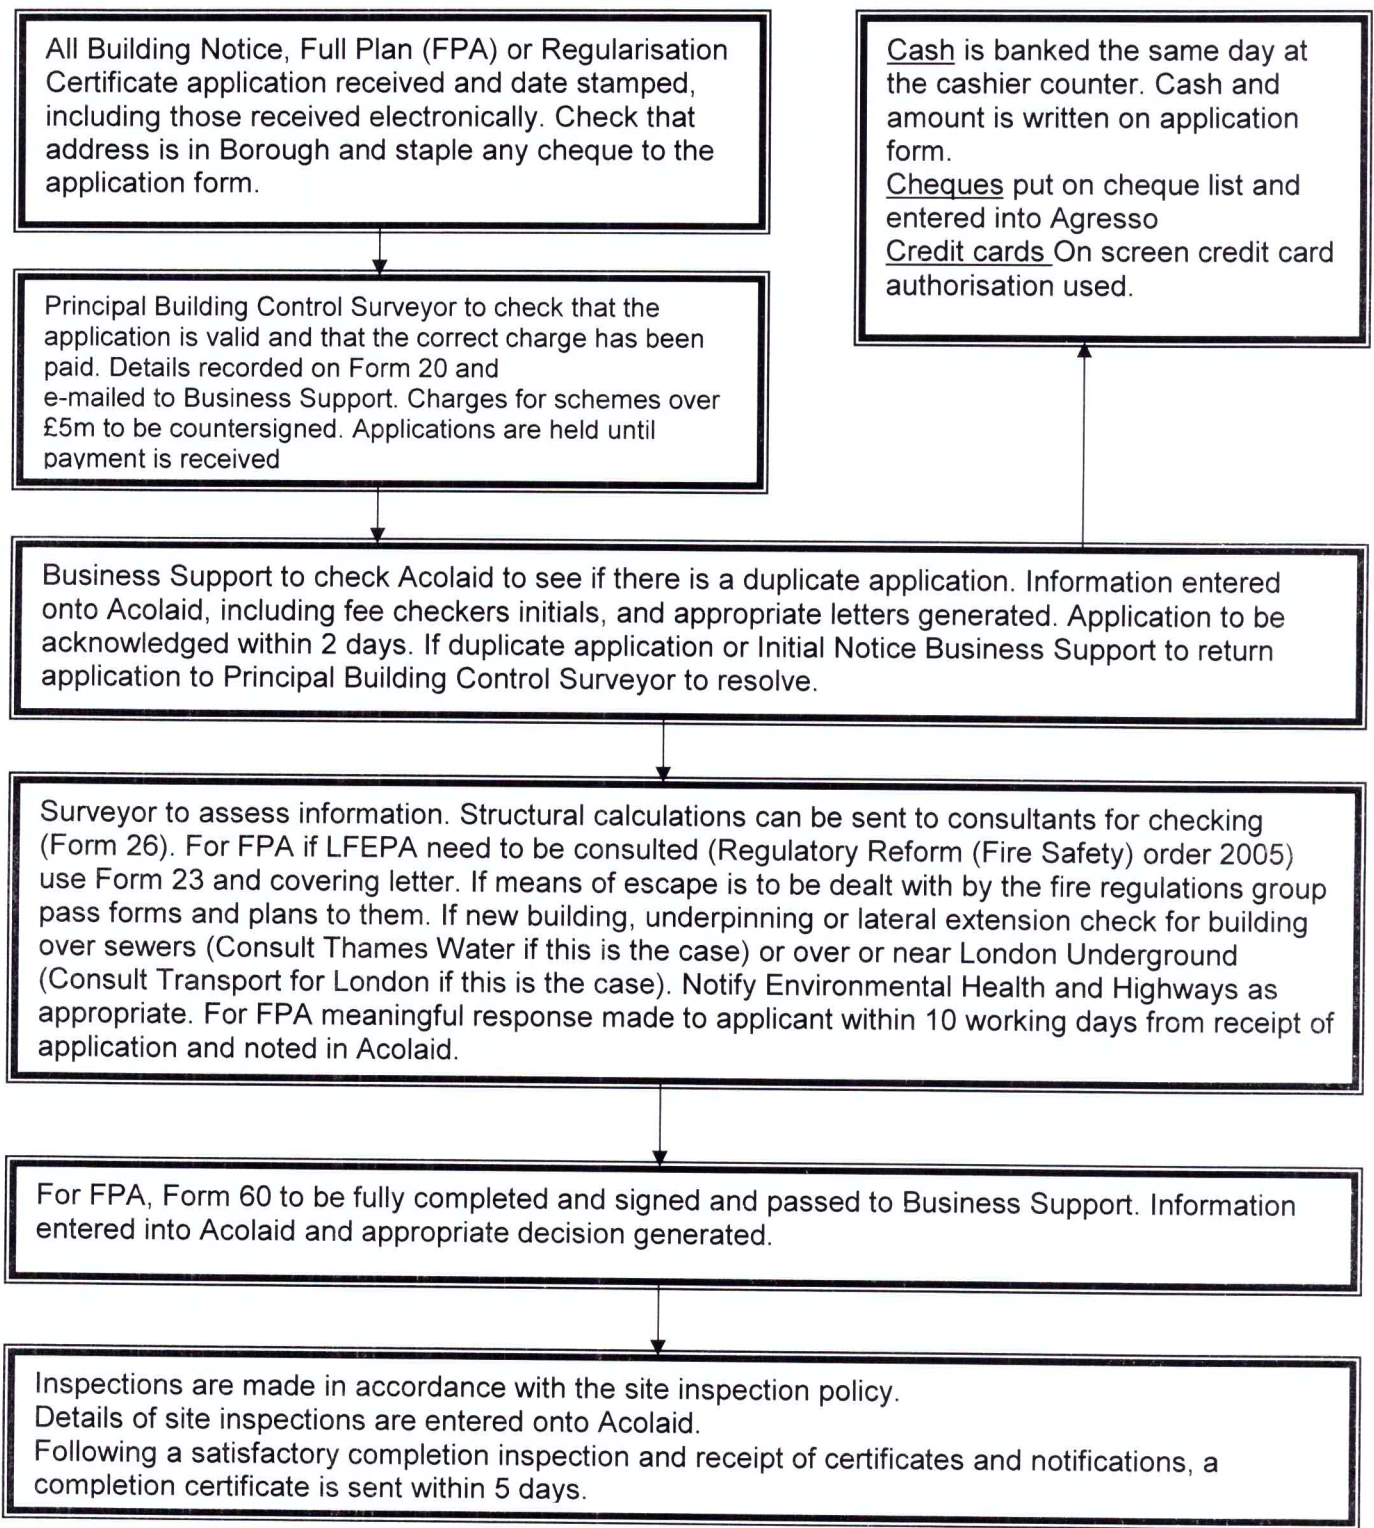 All Building Notice, Full Plan (FPA) or Regularisation
Certificate application received and date stamped,
including those received electronically. Check that
address is in Borough and staple any cheque to the
application form.
Cash is banked the same day at
the cashier counter. Cash and
amount is written on application
form.
Cheques put on cheque list and
entered into Agresso
Credit cards On screen credit card
authorisation used.
Principal Building Control Surveyor to check that the
application is valid and that the correct charge has been
paid. Details recorded on Form 20 and
e-mailed to Business Support. Charges for schemes over
£5m to be countersigned. Applications are held until
payment is received
Business Support to check Acolaid to see if there is a duplicate application. Information entered
onto Acolaid, including fee checkers initials, and appropriate letters generated. Application to be
acknowledged within 2 days. If duplicate application or Initial Notice Business Support to return
application to Principal Building Control Surveyor to resolve.
Surveyor to assess information. Structural calculations can be sent to consultants for checking
(Form 26). For FPA if LFEPA need to be consulted (Regulatory Reform (Fire Safety) order 2005)
use Form 23 and covering letter. If means of escape is to be dealt with by the fire regulations group
pass forms and plans to them. If new building, underpinning or lateral extension check for building
over sewers (Consult Thames Water if this is the case) or over or near London Underground
(Consult Transport for London if this is the case). Notify Environmental Health and Highways as
appropriate. For FPA meaningful response made to applicant within 10 working days from receipt of
application and noted in Acolaid.
For FPA, Form 60 to be fully completed and signed and passed to Business Support. Information
entered into Acolaid and appropriate decision generated.
Inspections are made in accordance with the site inspection policy.
Details of site inspections are entered onto Acolaid.
Following a satisfactory completion inspection and receipt of certificates and notifications, a
completion certificate is sent within 5 days.